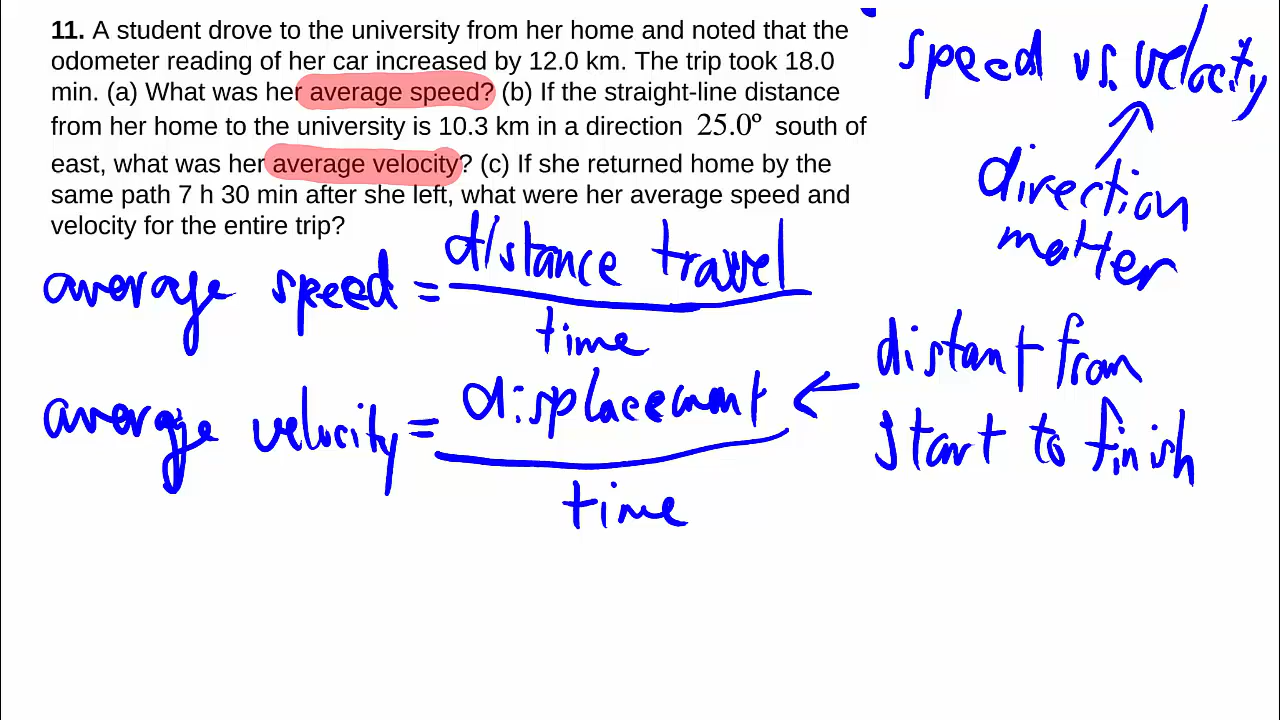 11. A student drove to the university from her home and noted that the
odometer reading of her car increased by 12.0 km. The trip took 18.0
min. (a) What was her average speed? (b) If the straight-line distance
from her home to the university is 10.3 km in a direction 25.0º south of
east, what was her average velocity? (c) If she returned home by the
same path 7 h 30 min after she left, what were her average speed and
velocity for the entire trip?
speed vs. velocity
direction
matter
average speed = distance travel
time
average velocity = displacement
time
distant from
start to finish